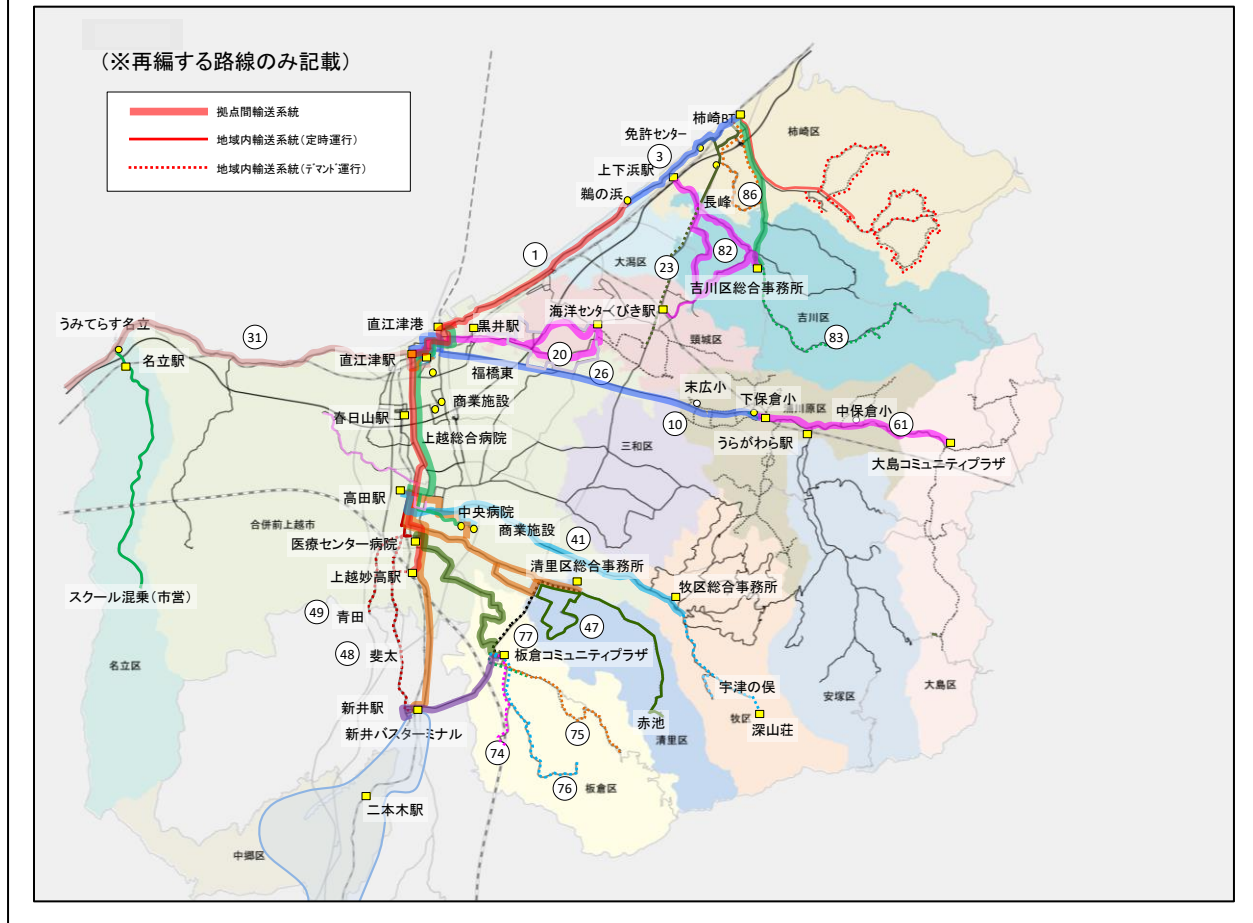 (※再編する路線のみ記載)
拠点間輸送系統
地域内輸送系統(定時運行)
地域内輸送系統(デマンド運行)
柿崎BT
柿崎区
免許センター
③
上下浜駅
鵜の浜
長峰
86
①
大潟区
23
82
吉川区総合事務所
吉川区
83
うみてらす名立
31
名立駅
直江津港
黒井駅
海洋センター
くびき駅
頸城区
直江津駅
20
26
福橋東
商業施設
春日山駅
上越総合病院
末広小
下保倉小
浦川原区
中保倉小
61
10
うらがわら駅
大島コミュニティプラザ
三和区
高田駅
中央病院
合併前上越市
商業施設
41
医療センター病院
清里区総合事務所
上越妙高駅
牧区総合事務所
スクール混乗(市営)
49
青田
47
77
48
斐太
板倉コミュニティプラザ
名立区
宇津の俣
安塚区
大島区
新井駅
牧区
深山荘
新井バスターミナル
赤池
清里区
75
74
76
板倉区
二本木駅
中郷区